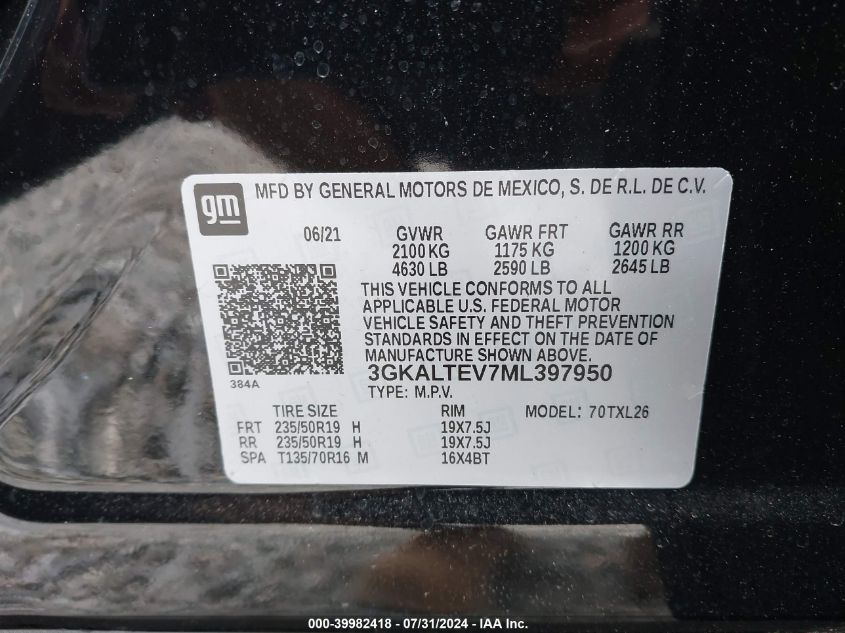 gm
MFD BY GENERAL MOTORS DE MEXICO, S. DE R.L. DE C.V.
06/21 GVWR GAWR FRT GAWR RR
2100 KG 1175 KG 1200 KG
4630 LB 2590 LB 2645 LB
THIS VEHICLE CONFORMS TO ALL
APPLICABLE U.S. FEDERAL MOTOR
VEHICLE SAFETY AND THEFT PREVENTION
STANDARDS IN EFFECT ON THE DATE OF
MANUFACTURE SHOWN ABOVE.
384A
3GKALTEV7ML397950
TYPE: M.P.V.
TIRE SIZE RIM MODEL: 70TXL26
FRT 235/50R19 H 19X7.5J
RR 235/50R19 H 19X7.5J
SPA T135/70R16 M 16X4BT
000-39982418 - 07/31/2024 - IAA Inc.